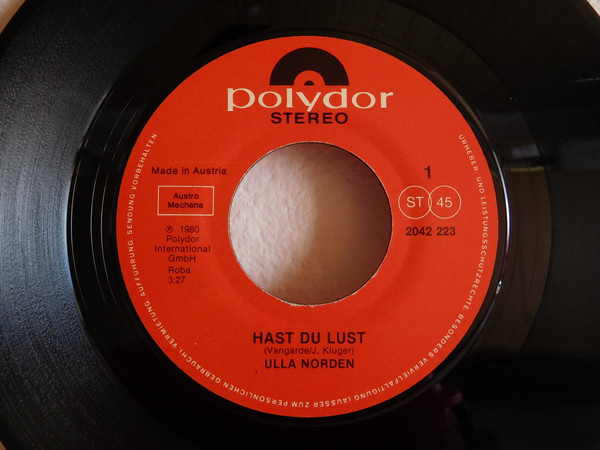 polydor
STEREO
Made in Austria
1
Austro
Mechana
ST 45
2042 223
℗ 1980
Polydor
International
GmbH
Roba
3:27
HAST DU LUST
(Vangarde/J. Kluger)
ULLA NORDEN
URHEBER- UND LEISTUNGSSCHUTZRECHTE, BESONDERS VERVIELFÄLTIGUNG (AUSSER ZUM PERSÖNLICHEN GEBRAUCH), VERMIETUNG, AUFFÜHRUNG, SENDUNG VORBEHALTEN